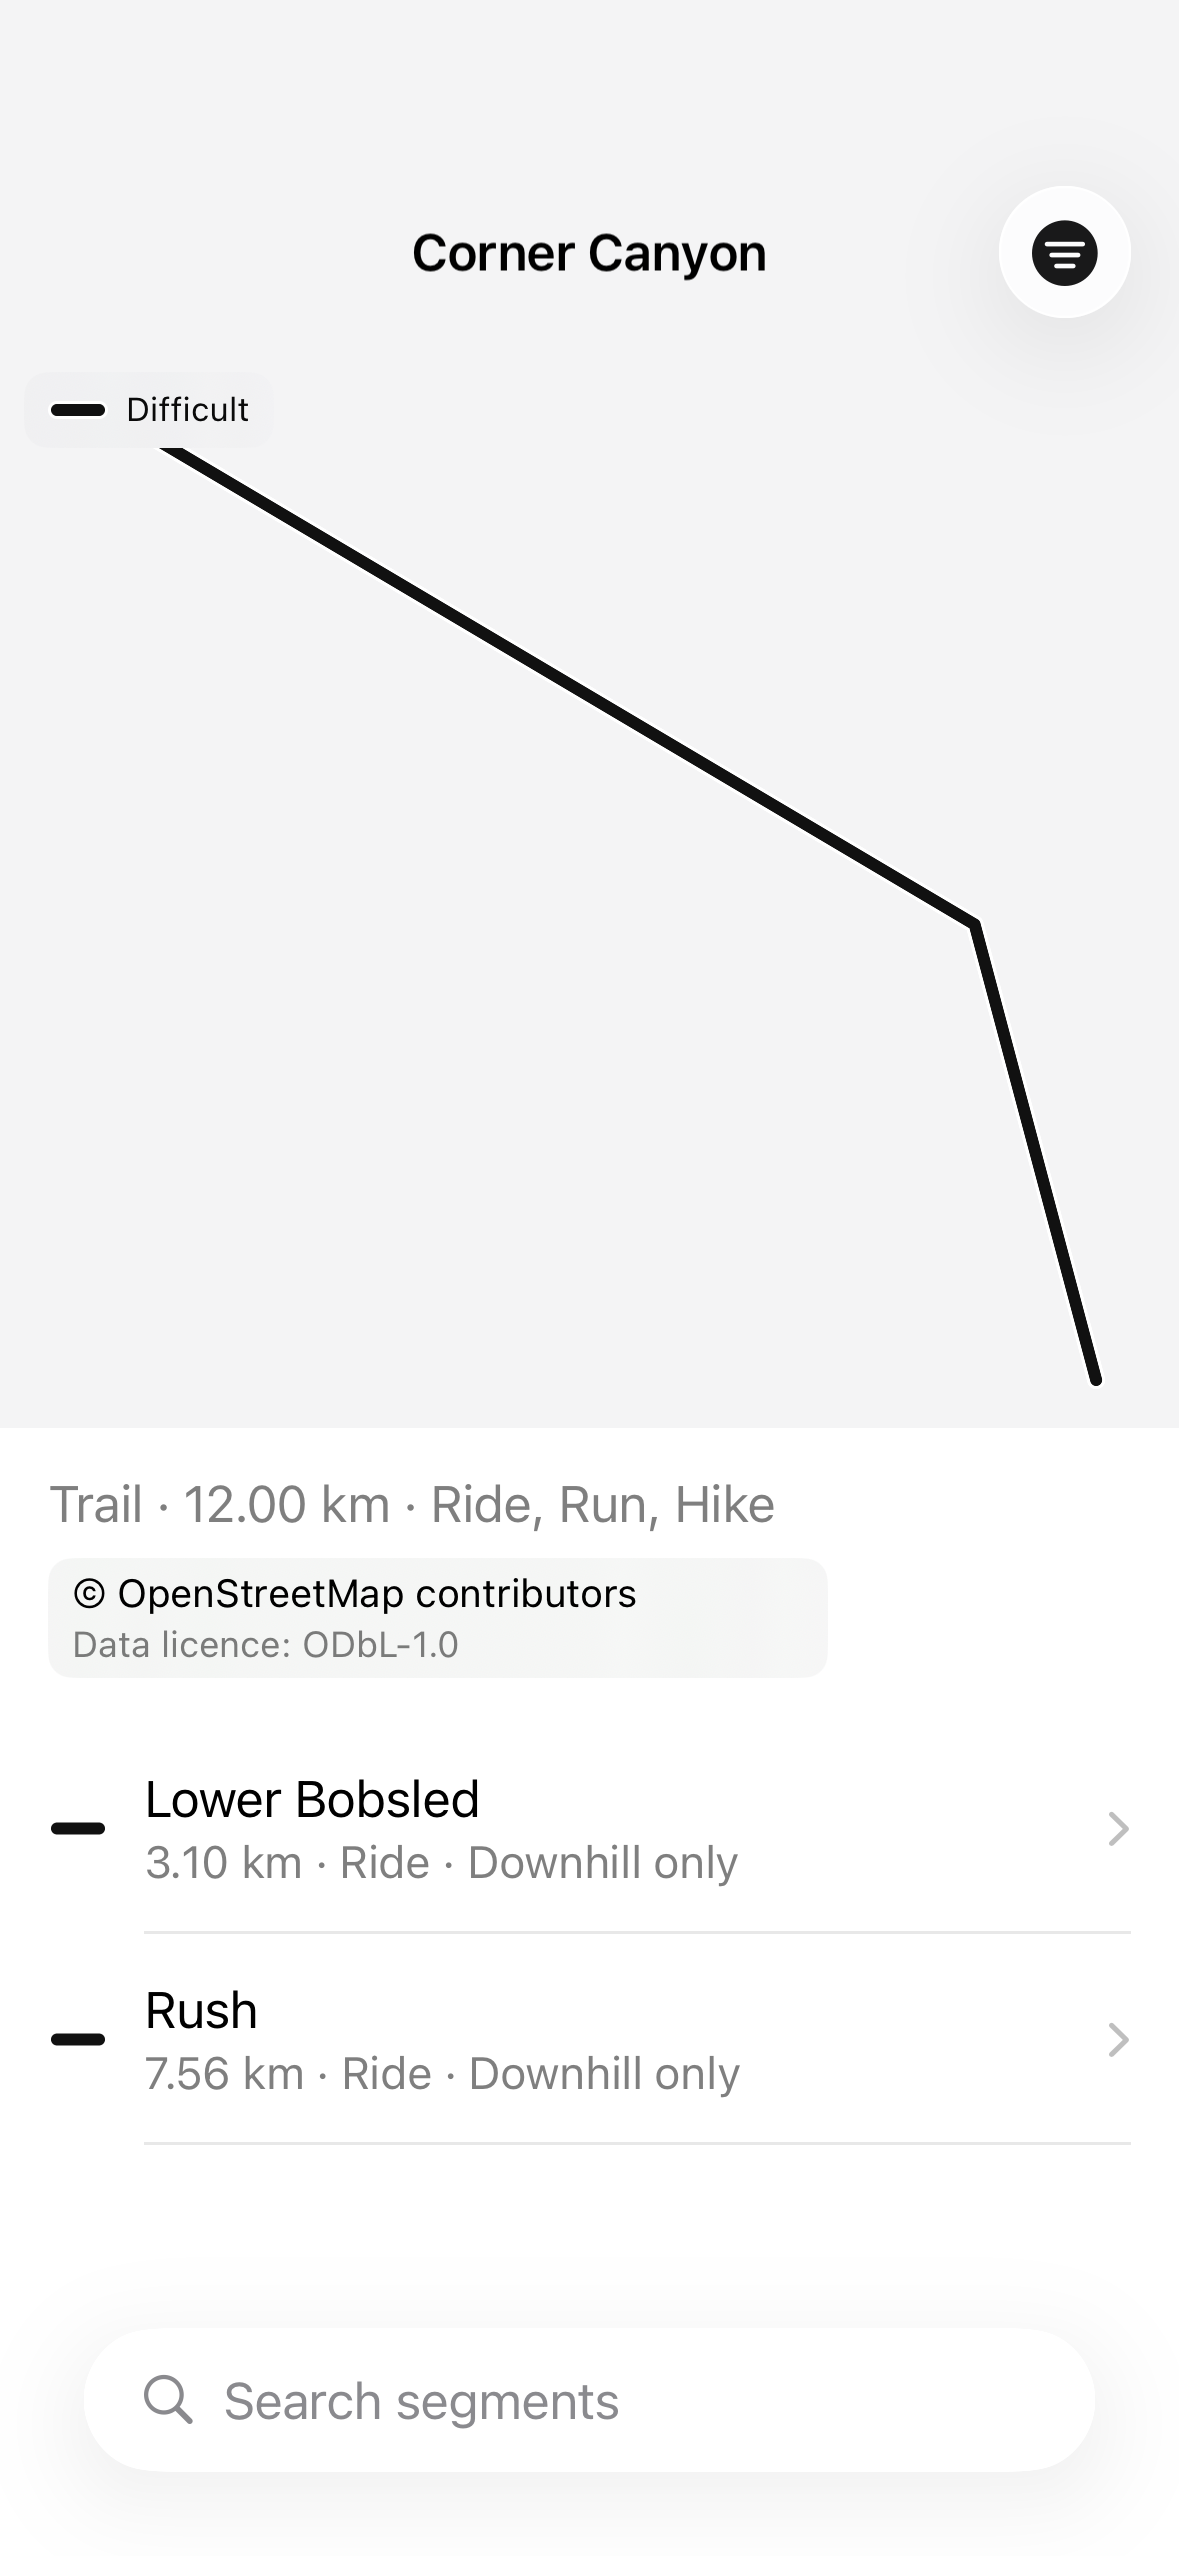 Corner Canyon
Difficult
Trail · 12.00 km · Ride, Run, Hike
© OpenStreetMap contributors
Data licence: ODbL-1.0
Lower Bobsled
3.10 km · Ride · Downhill only
Rush
7.56 km · Ride · Downhill only
Search segments